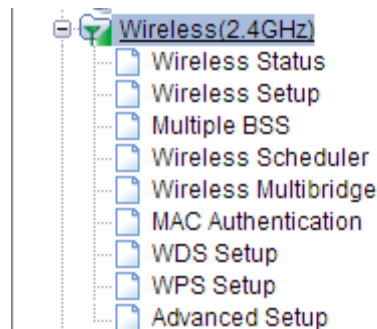 Wireless(2.4GHz)
Wireless Status
Wireless Setup
Multiple BSS
Wireless Scheduler
Wireless Multibridge
MAC Authentication
WDS Setup
WPS Setup
Advanced Setup